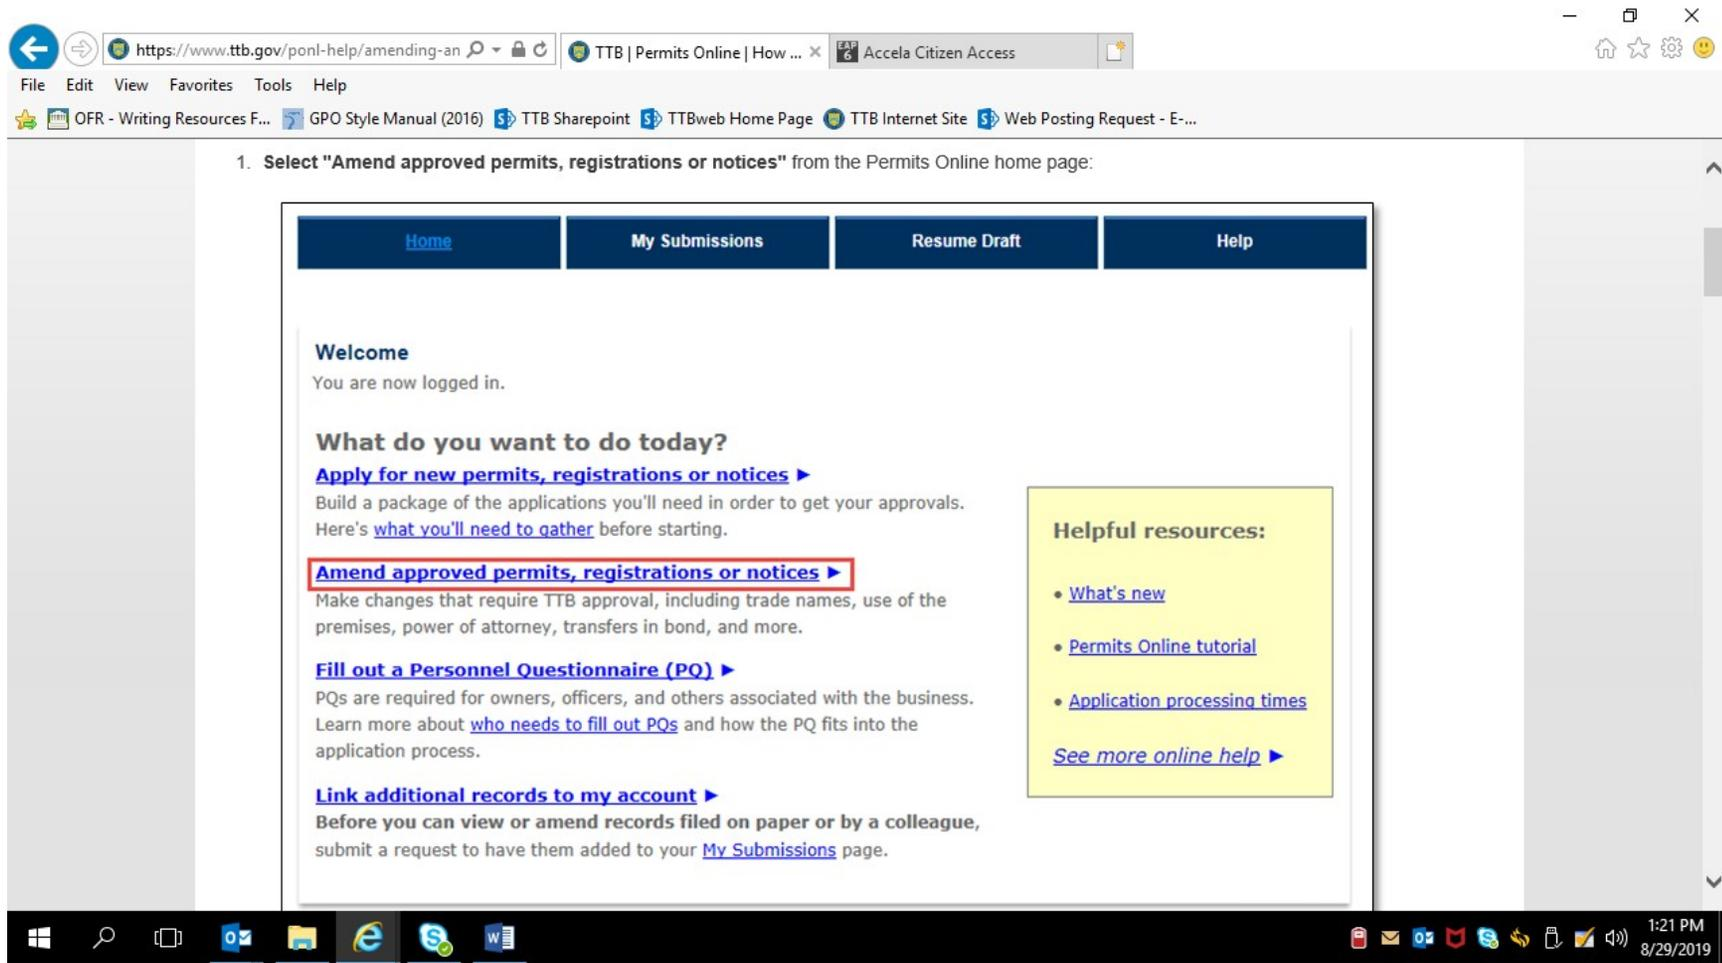 https://www.ttb.gov/ponl-help/amending-an
TTB | Permits Online | How ...
Accela Citizen Access
File Edit View Favorites Tools Help
OFR - Writing Resources F... GPO Style Manual (2016) TTB Sharepoint TTBweb Home Page TTB Internet Site Web Posting Request - E-...
1. Select "Amend approved permits, registrations or notices" from the Permits Online home page:
Home My Submissions Resume Draft Help
Welcome
You are now logged in.
What do you want to do today?
Apply for new permits, registrations or notices ►
Build a package of the applications you'll need in order to get your approvals.
Here's what you'll need to gather before starting.
Amend approved permits, registrations or notices ►
Make changes that require TTB approval, including trade names, use of the
premises, power of attorney, transfers in bond, and more.
Fill out a Personnel Questionnaire (PQ) ►
PQs are required for owners, officers, and others associated with the business.
Learn more about who needs to fill out PQs and how the PQ fits into the
application process.
Link additional records to my account ►
Before you can view or amend records filed on paper or by a colleague,
submit a request to have them added to your My Submissions page.
Helpful resources:
• What's new
• Permits Online tutorial
• Application processing times
See more online help ►
1:21 PM
8/29/2019